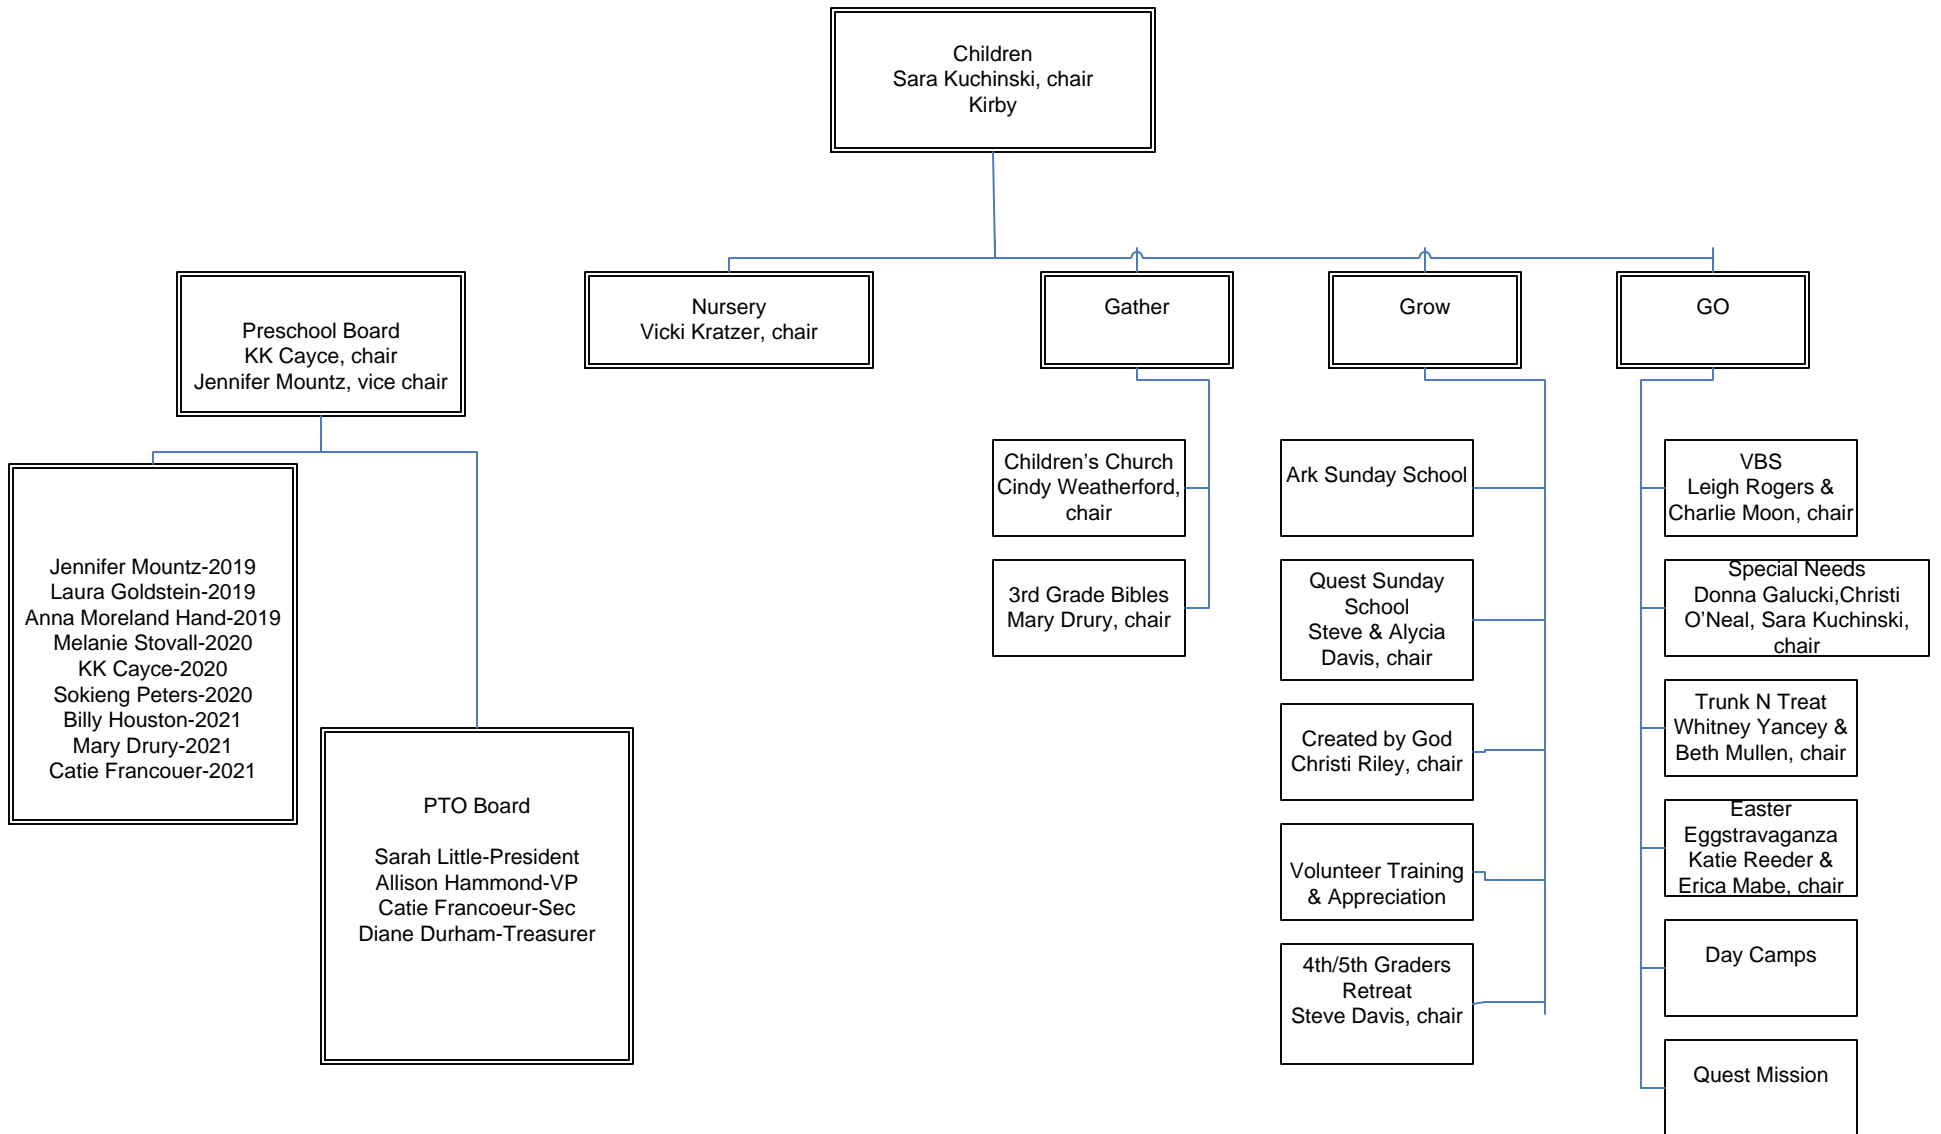 Children
Sara Kuchinski, chair
Kirby
Preschool Board
KK Cayce, chair
Jennifer Mountz, vice chair
Nursery
Vicki Kratzer, chair
Gather
Grow
GO
Jennifer Mountz-2019
Laura Goldstein-2019
Anna Moreland Hand-2019
Melanie Stovall-2020
KK Cayce-2020
Sokieng Peters-2020
Billy Houston-2021
Mary Drury-2021
Catie Francouer-2021
PTO Board
Sarah Little-President
Allison Hammond-VP
Catie Francoeur-Sec
Diane Durham-Treasurer
Children’s Church
Cindy Weatherford,
chair
3rd Grade Bibles
Mary Drury, chair
Ark Sunday School
Quest Sunday
School
Steve & Alycia
Davis, chair
Created by God
Christi Riley, chair
Volunteer Training
& Appreciation
4th/5th Graders
Retreat
Steve Davis, chair
VBS
Leigh Rogers &
Charlie Moon, chair
Special Needs
Donna Galucki,Christi
O’Neal, Sara Kuchinski,
chair
Trunk N Treat
Whitney Yancey &
Beth Mullen, chair
Easter
Eggstravaganza
Katie Reeder &
Erica Mabe, chair
Day Camps
Quest Mission